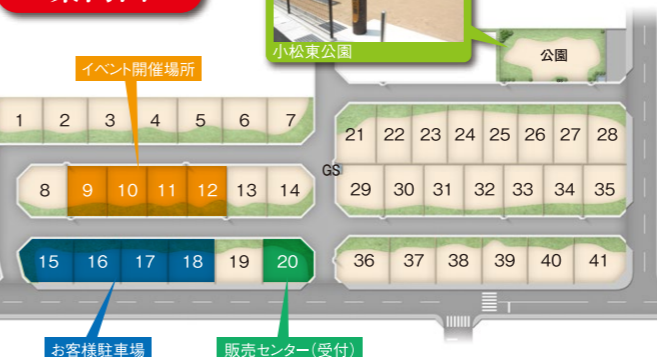 小松東公園
公園
イベント開催場所
1 2 3 4 5 6 7
21 22 23 24 25 26 27 28
GS
8 9 10 11 12 13 14
29 30 31 32 33 34 35
15 16 17 18 19 20
36 37 38 39 40 41
お客様駐車場
販売センター(受付)